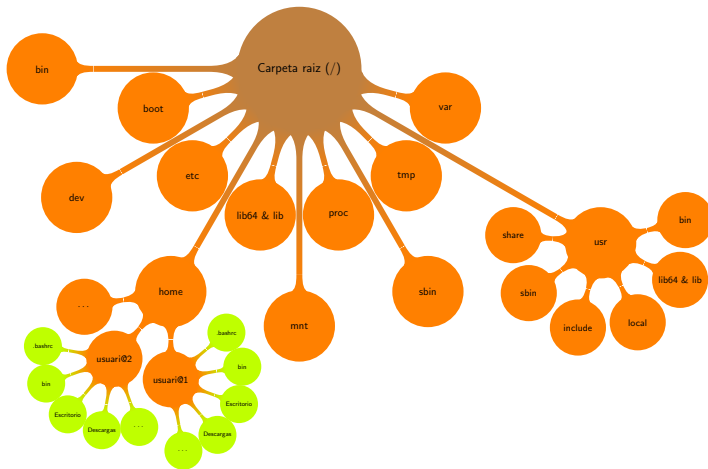 Carpeta raiz (/)
bin
boot
var
dev
etc
tmp
lib64 & lib
proc
home
mnt
sbin
usr
share
bin
sbin
lib64 & lib
include
local
. . .
usuari@2
usuari@1
.bashrc
bin
Escritorio
Descargas
. . .
.bashrc
bin
Escritorio
Descargas
. . .